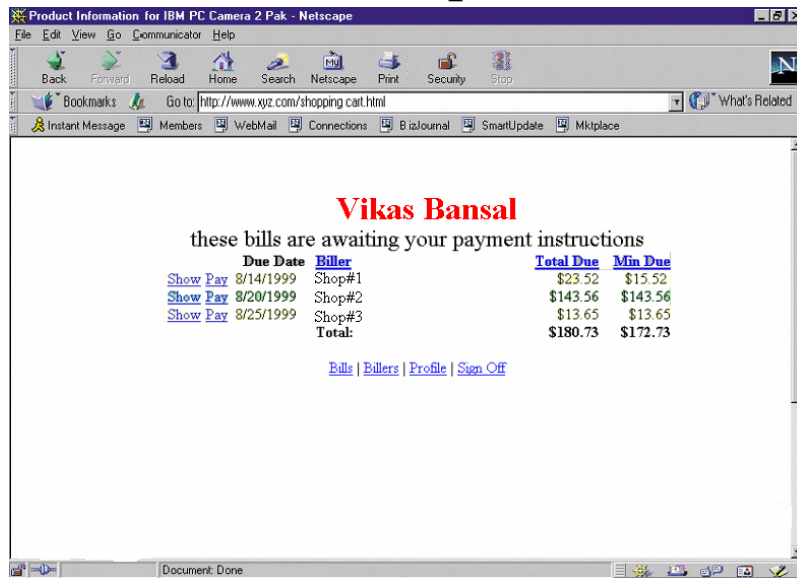 Product Information for IBM PC Camera 2 Pak - Netscape
File Edit View Go Communicator Help
Back Forward Reload Home Search Netscape Print Security Stop
Bookmarks Go to: http://www.xyz.com/shopping cart.html What's Related
Instant Message Members WebMail Connections BizJournal SmartUpdate Mktplace
Vikas Bansal
these bills are awaiting your payment instructions
Due Date Biller Total Due Min Due
Show Pay 8/14/1999 Shop#1 $23.52 $15.52
Show Pay 8/20/1999 Shop#2 $143.56 $143.56
Show Pay 8/25/1999 Shop#3 $13.65 $13.65
Total: $180.73 $172.73
Bills | Billers | Profile | Sign Off
Document: Done